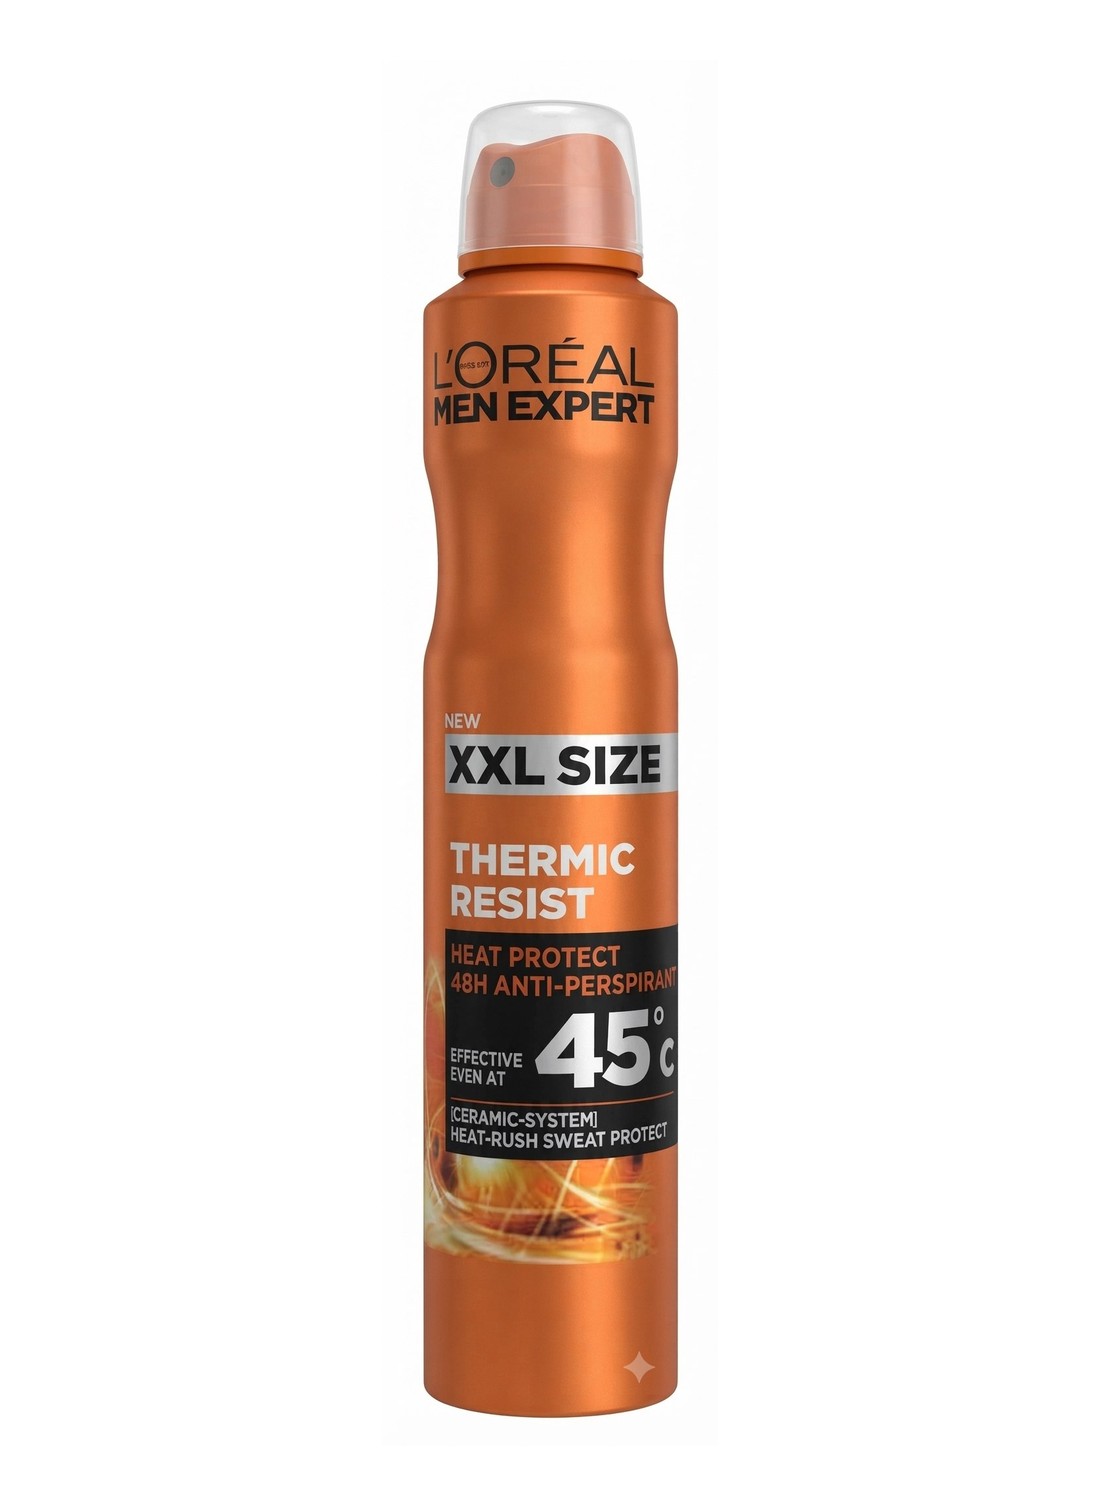 L'ORÉAL
MEN EXPERT
NEW
XXL SIZE
THERMIC
RESIST
HEAT PROTECT
48H ANTI-PERSPIRANT
EFFECTIVE
EVEN AT
45°C
[CERAMIC-SYSTEM]
HEAT-RUSH SWEAT PROTECT